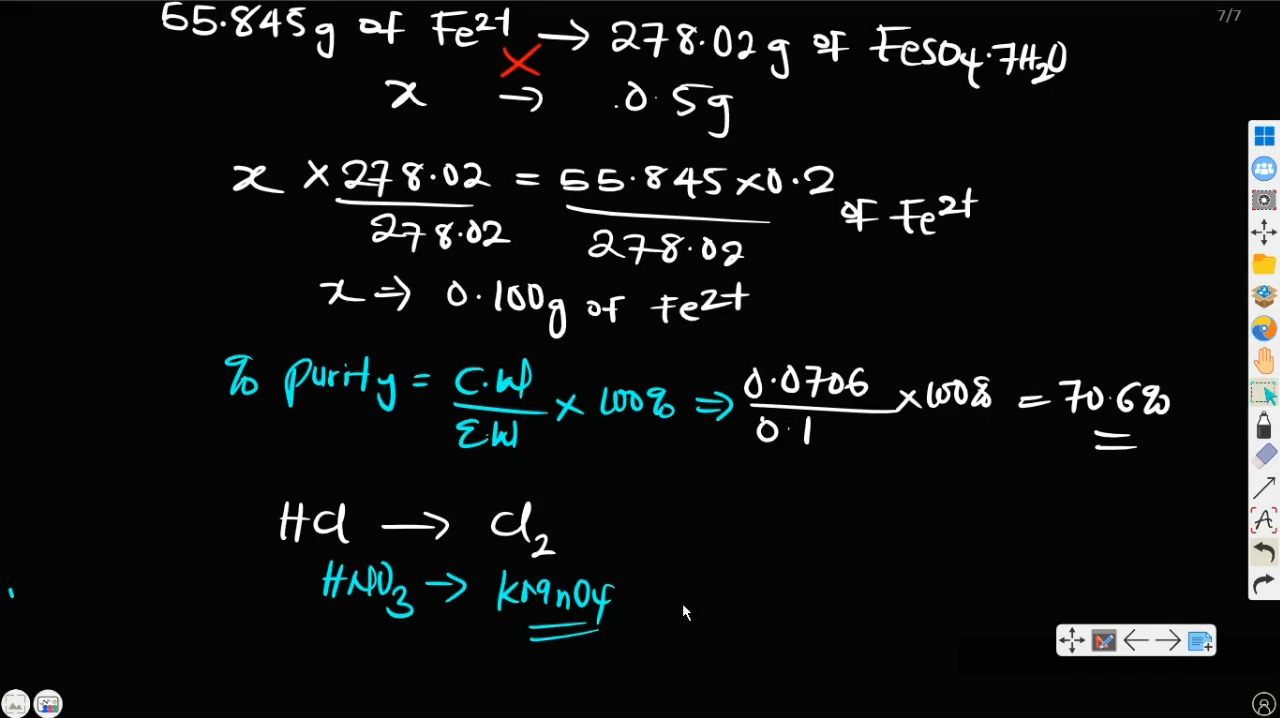 7/7
55.845g of Fe²⁺ → 278.02g of FeSO₄.7H₂O
x → .0.5g
x × 278.02 / 278.02 = 55.845 × 0.2 / 278.02 of Fe²⁺
x ⇒ 0.100g of Fe²⁺
% purity = C.W / E.W × 100% ⇒ 0.0706 / 0.1 × 100% = 70.6%
HCl → Cl₂
HNO₃ → KMnO₄